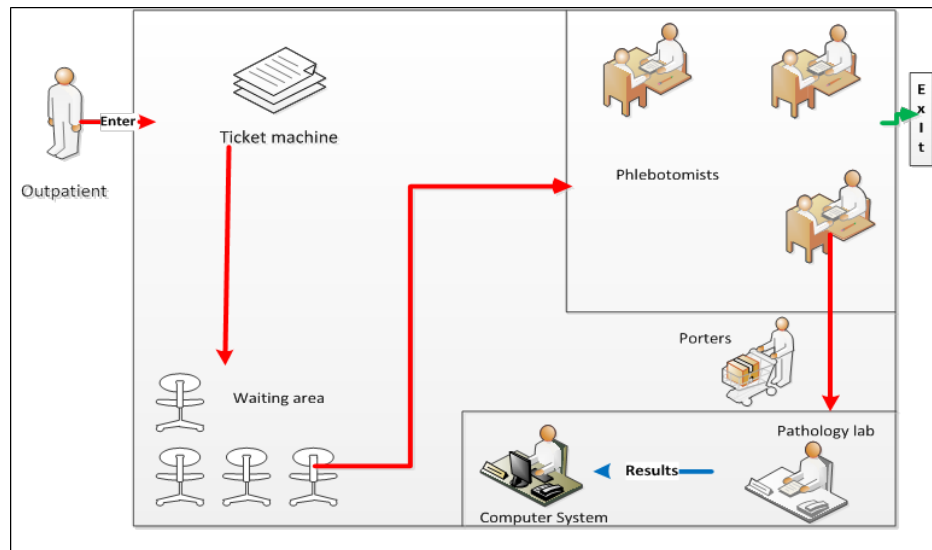 Enter
Ticket machine
Outpatient
E
x
I
t
Phlebotomists
Porters
Waiting area
Pathology lab
Results
Computer System